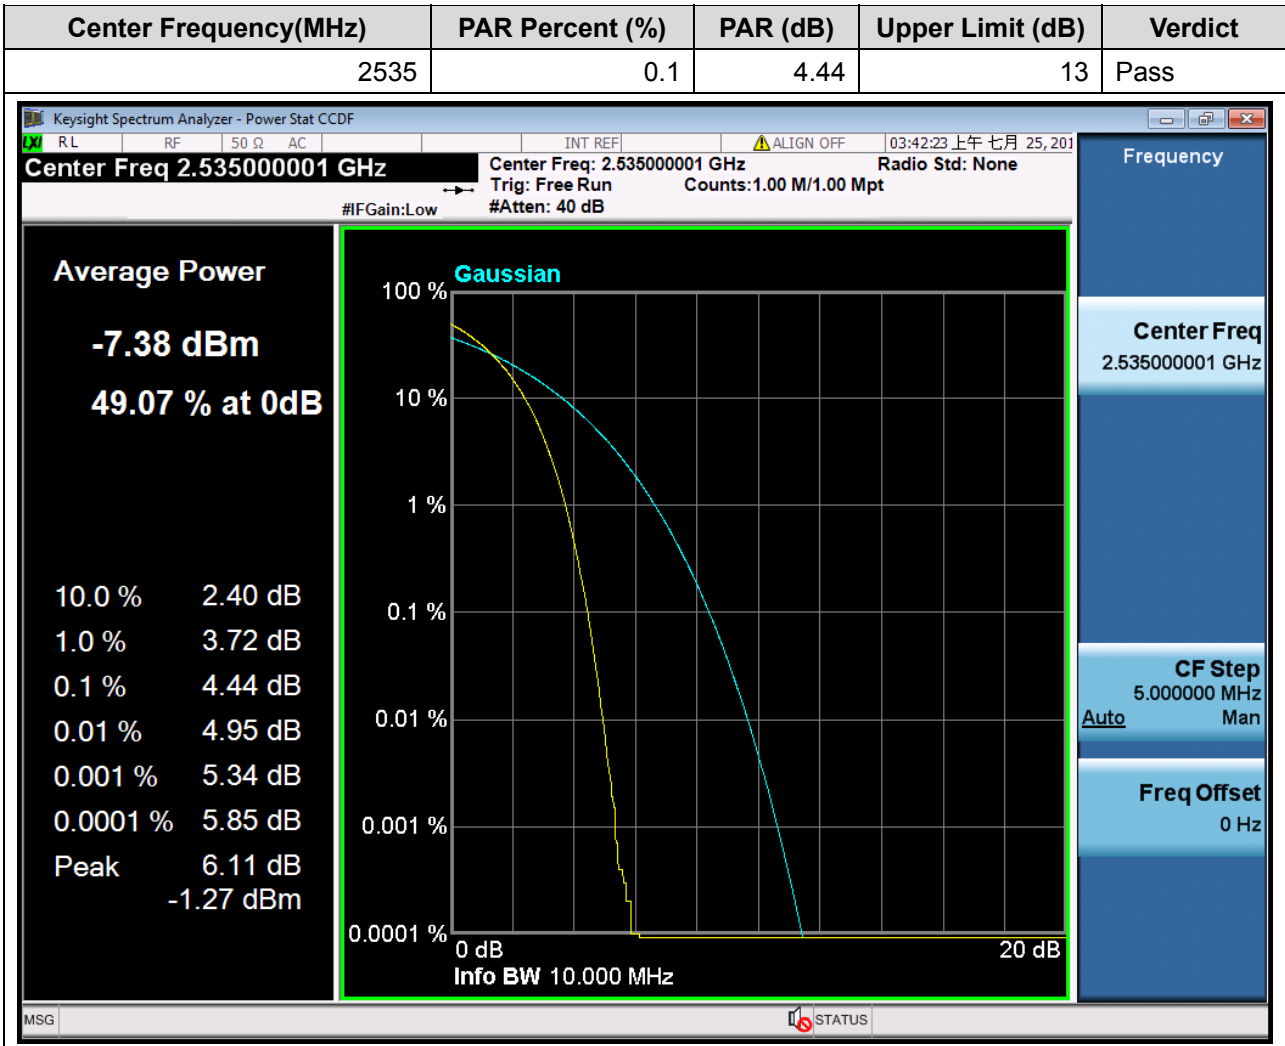 Center Frequency(MHz) PAR Percent (%) PAR (dB) Upper Limit (dB) Verdict
2535 0.1 4.44 13 Pass
Keysight Spectrum Analyzer - Power Stat CCDF
LXI RL RF 50 Ω AC INT REF ALIGN OFF 03:42:23 上午 七月 25, 201
Center Freq 2.535000001 GHz
Center Freq: 2.535000001 GHz Radio Std: None
Trig: Free Run Counts:1.00 M/1.00 Mpt
#IFGain:Low #Atten: 40 dB
Frequency
Average Power
-7.38 dBm
49.07 % at 0dB
10.0 % 2.40 dB
1.0 % 3.72 dB
0.1 % 4.44 dB
0.01 % 4.95 dB
0.001 % 5.34 dB
0.0001 % 5.85 dB
Peak 6.11 dB
-1.27 dBm
Gaussian
100 %
10 %
1 %
0.1 %
0.01 %
0.001 %
0.0001 %
0 dB 20 dB
Info BW 10.000 MHz
Center Freq
2.535000001 GHz
CF Step
5.000000 MHz
Auto Man
Freq Offset
0 Hz
MSG STATUS